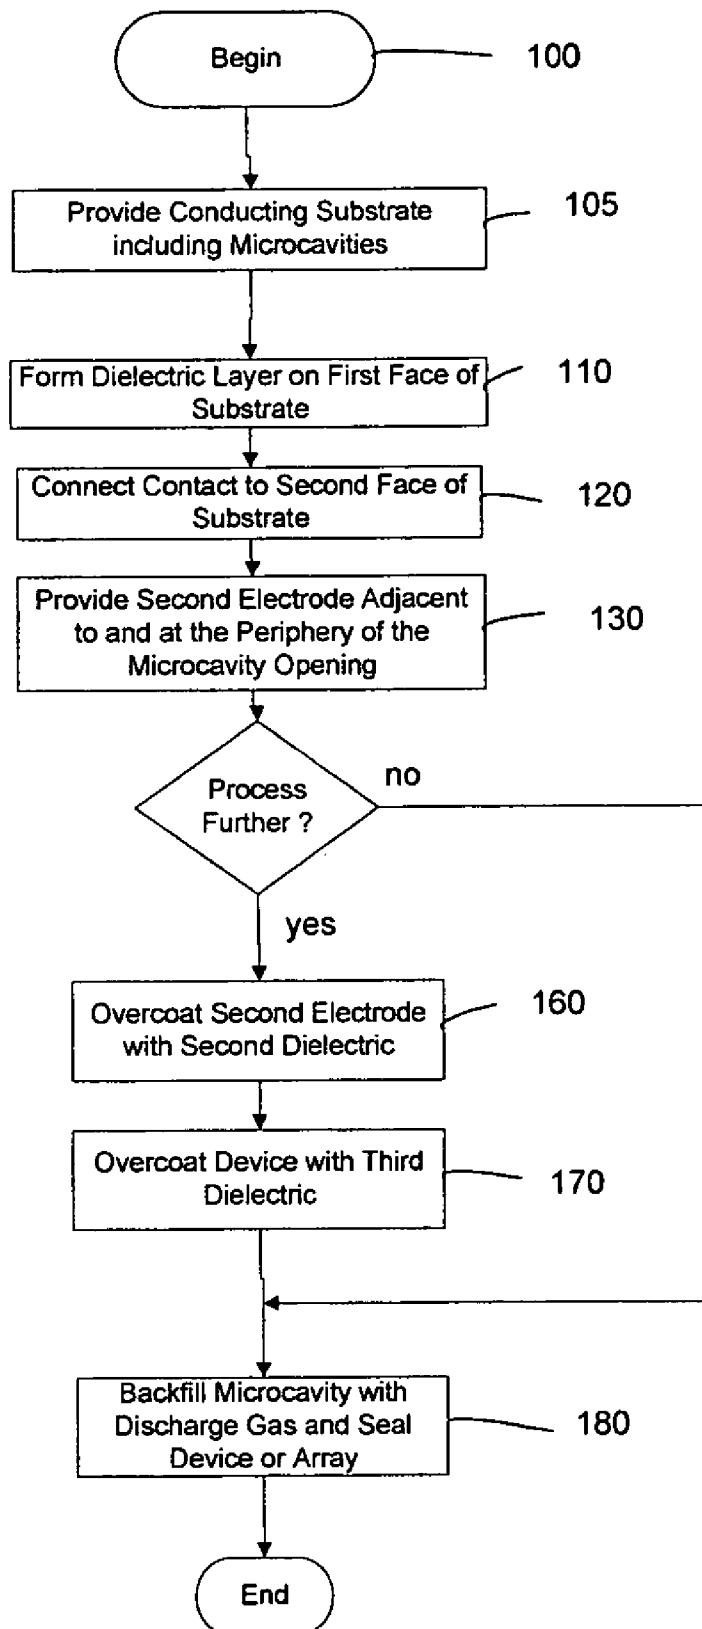 Begin
100
Provide Conducting Substrate
including Microcavities
105
Form Dielectric Layer on First Face of
Substrate
110
Connect Contact to Second Face of
Substrate
120
Provide Second Electrode Adjacent
to and at the Periphery of the
Microcavity Opening
130
Process
Further ?
no
yes
Overcoat Second Electrode
with Second Dielectric
160
Overcoat Device with Third
Dielectric
170
Backfill Microcavity with
Discharge Gas and Seal
Device or Array
180
End